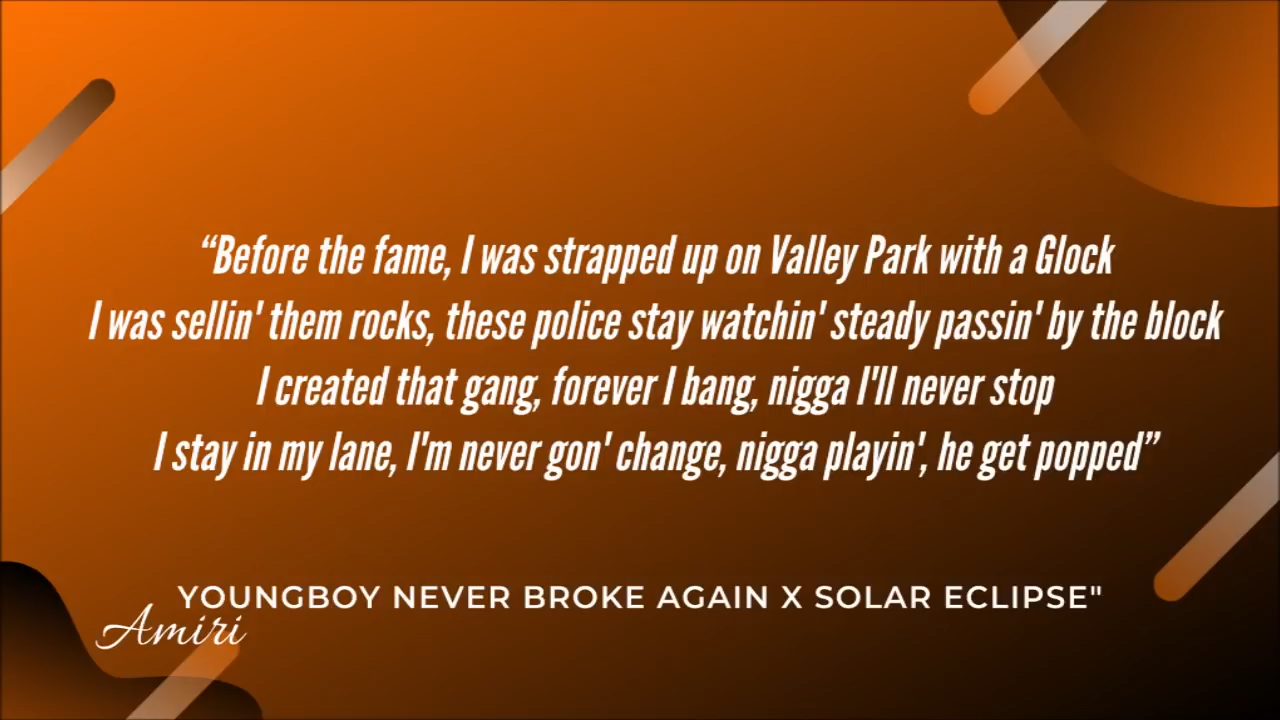 “Before the fame, I was strapped up on Valley Park with a Glock
I was sellin' them rocks, these police stay watchin' steady passin' by the block
I created that gang, forever I bang, nigga I'll never stop
I stay in my lane, I'm never gon' change, nigga playin', he get popped”
YOUNGBOY NEVER BROKE AGAIN X SOLAR ECLIPSE"
Amiri